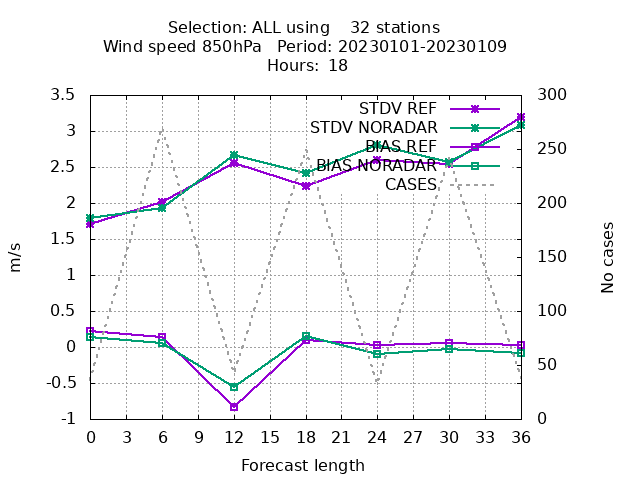 Selection: ALL using    32 stations
Wind speed 850hPa   Period: 20230101-20230109
Hours:  18
3.5
3
2.5
2
1.5
1
0.5
0
-0.5
-1
m/s
STDV REF
STDV NORADAR
BIAS REF
BIAS NORADAR
CASES
300
250
200
150
100
50
0
No cases
0 3 6 9 12 15 18 21 24 27 30 33 36
Forecast length